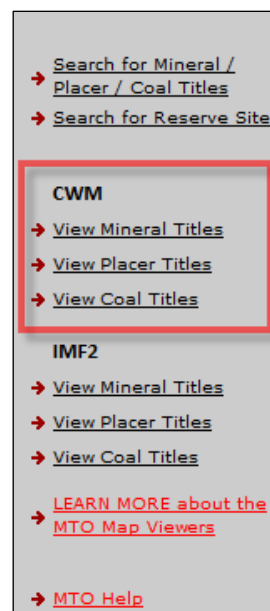 Search for Mineral /
Placer / Coal Titles
Search for Reserve Site
CWM
View Mineral Titles
View Placer Titles
View Coal Titles
IMF2
View Mineral Titles
View Placer Titles
View Coal Titles
LEARN MORE about the
MTO Map Viewers
MTO Help